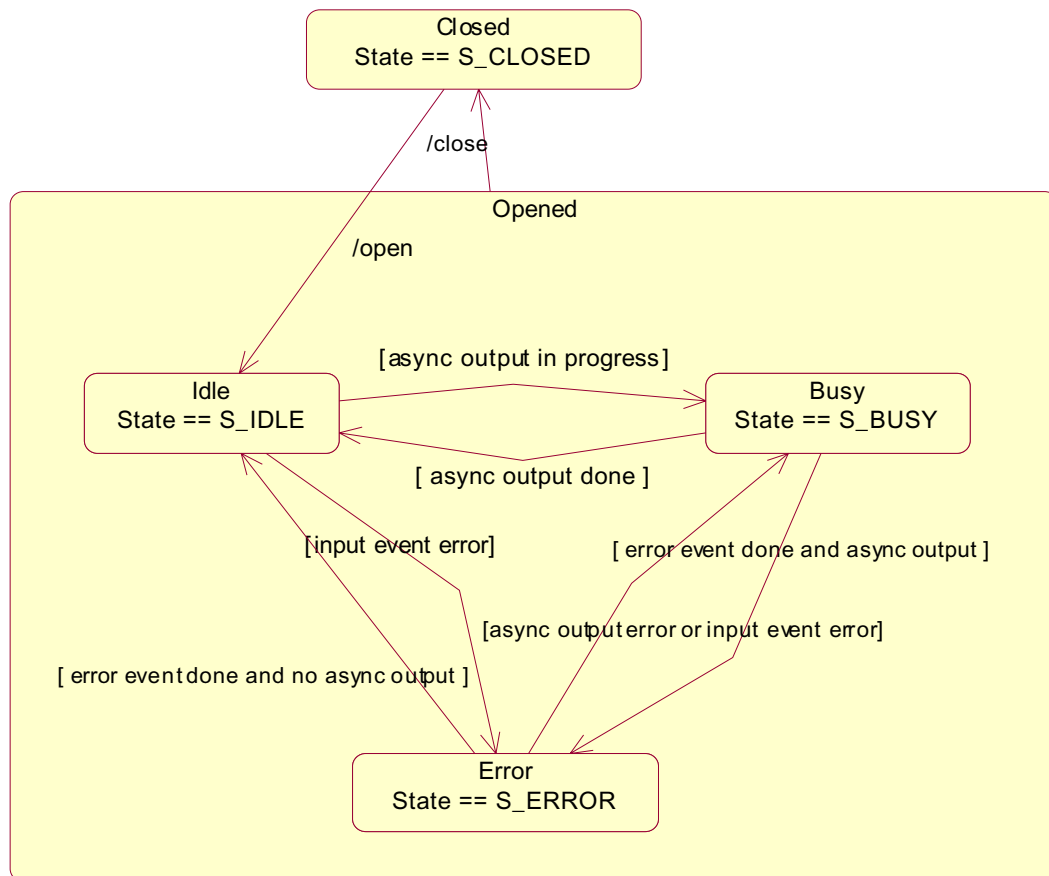 Closed
State == S_CLOSED
/close
Opened
/open
[async output in progress]
Idle
State == S_IDLE
Busy
State == S_BUSY
[ async output done ]
[input event error]
[ error event done and async output ]
[async output error or input event error]
[ error event done and no async output ]
Error
State == S_ERROR